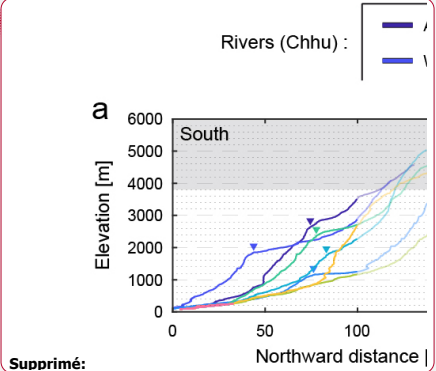 Rivers (Chhu) :
a
South
6000
5000
4000
3000
2000
1000
0
Elevation [m]
0 50 100
Northward distance [
Supprimé: